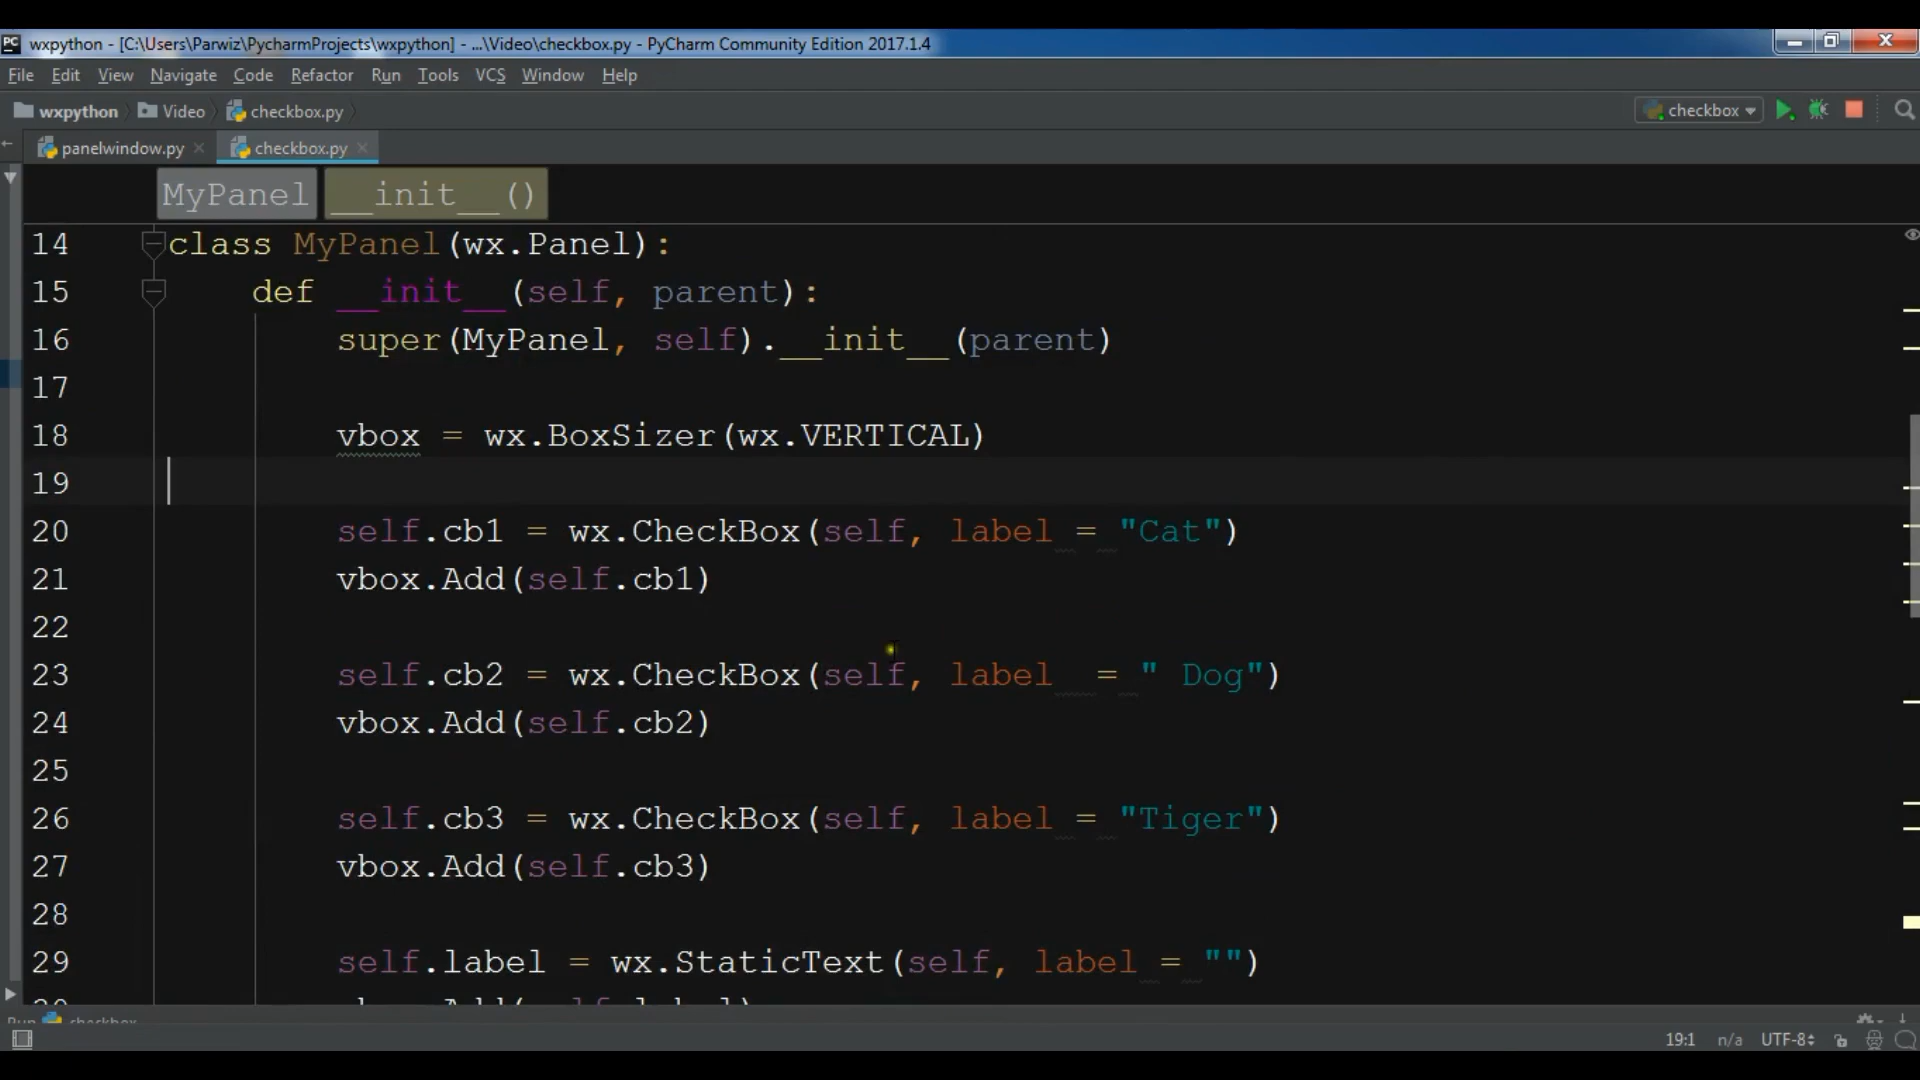 PC wxpython - [C:\Users\Parwiz\PycharmProjects\wxpython] - ...\Video\checkbox.py - PyCharm Community Edition 2017.1.4
File Edit View Navigate Code Refactor Run Tools VCS Window Help
wxpython Video checkbox.py checkbox
panelwindow.py checkbox.py
MyPanel __init__()
14 class MyPanel(wx.Panel):
15 def __init__(self, parent):
16 super(MyPanel, self).__init__(parent)
17
18 vbox = wx.BoxSizer(wx.VERTICAL)
19
20 self.cb1 = wx.CheckBox(self, label = "Cat")
21 vbox.Add(self.cb1)
22
23 self.cb2 = wx.CheckBox(self, label  = " Dog")
24 vbox.Add(self.cb2)
25
26 self.cb3 = wx.CheckBox(self, label = "Tiger")
27 vbox.Add(self.cb3)
28
29 self.label = wx.StaticText(self, label = "")
checkbox
19:1 n/a UTF-8